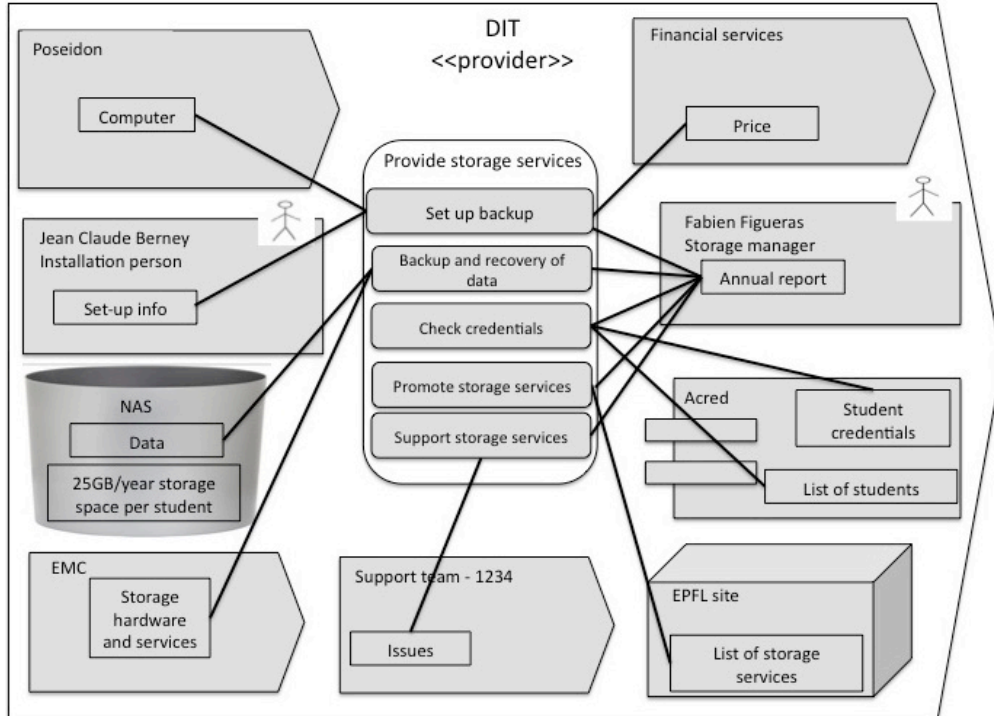 DIT
<<provider>>
Poseidon
Computer
Financial services
Price
Provide storage services
Set up backup
Backup and recovery of
data
Check credentials
Promote storage services
Support storage services
Jean Claude Berney
Installation person
Set-up info
Fabien Figueras
Storage manager
Annual report
NAS
Data
25GB/year storage
space per student
Acred
Student
credentials
List of students
EMC
Storage
hardware
and services
Support team - 1234
Issues
EPFL site
List of storage
services